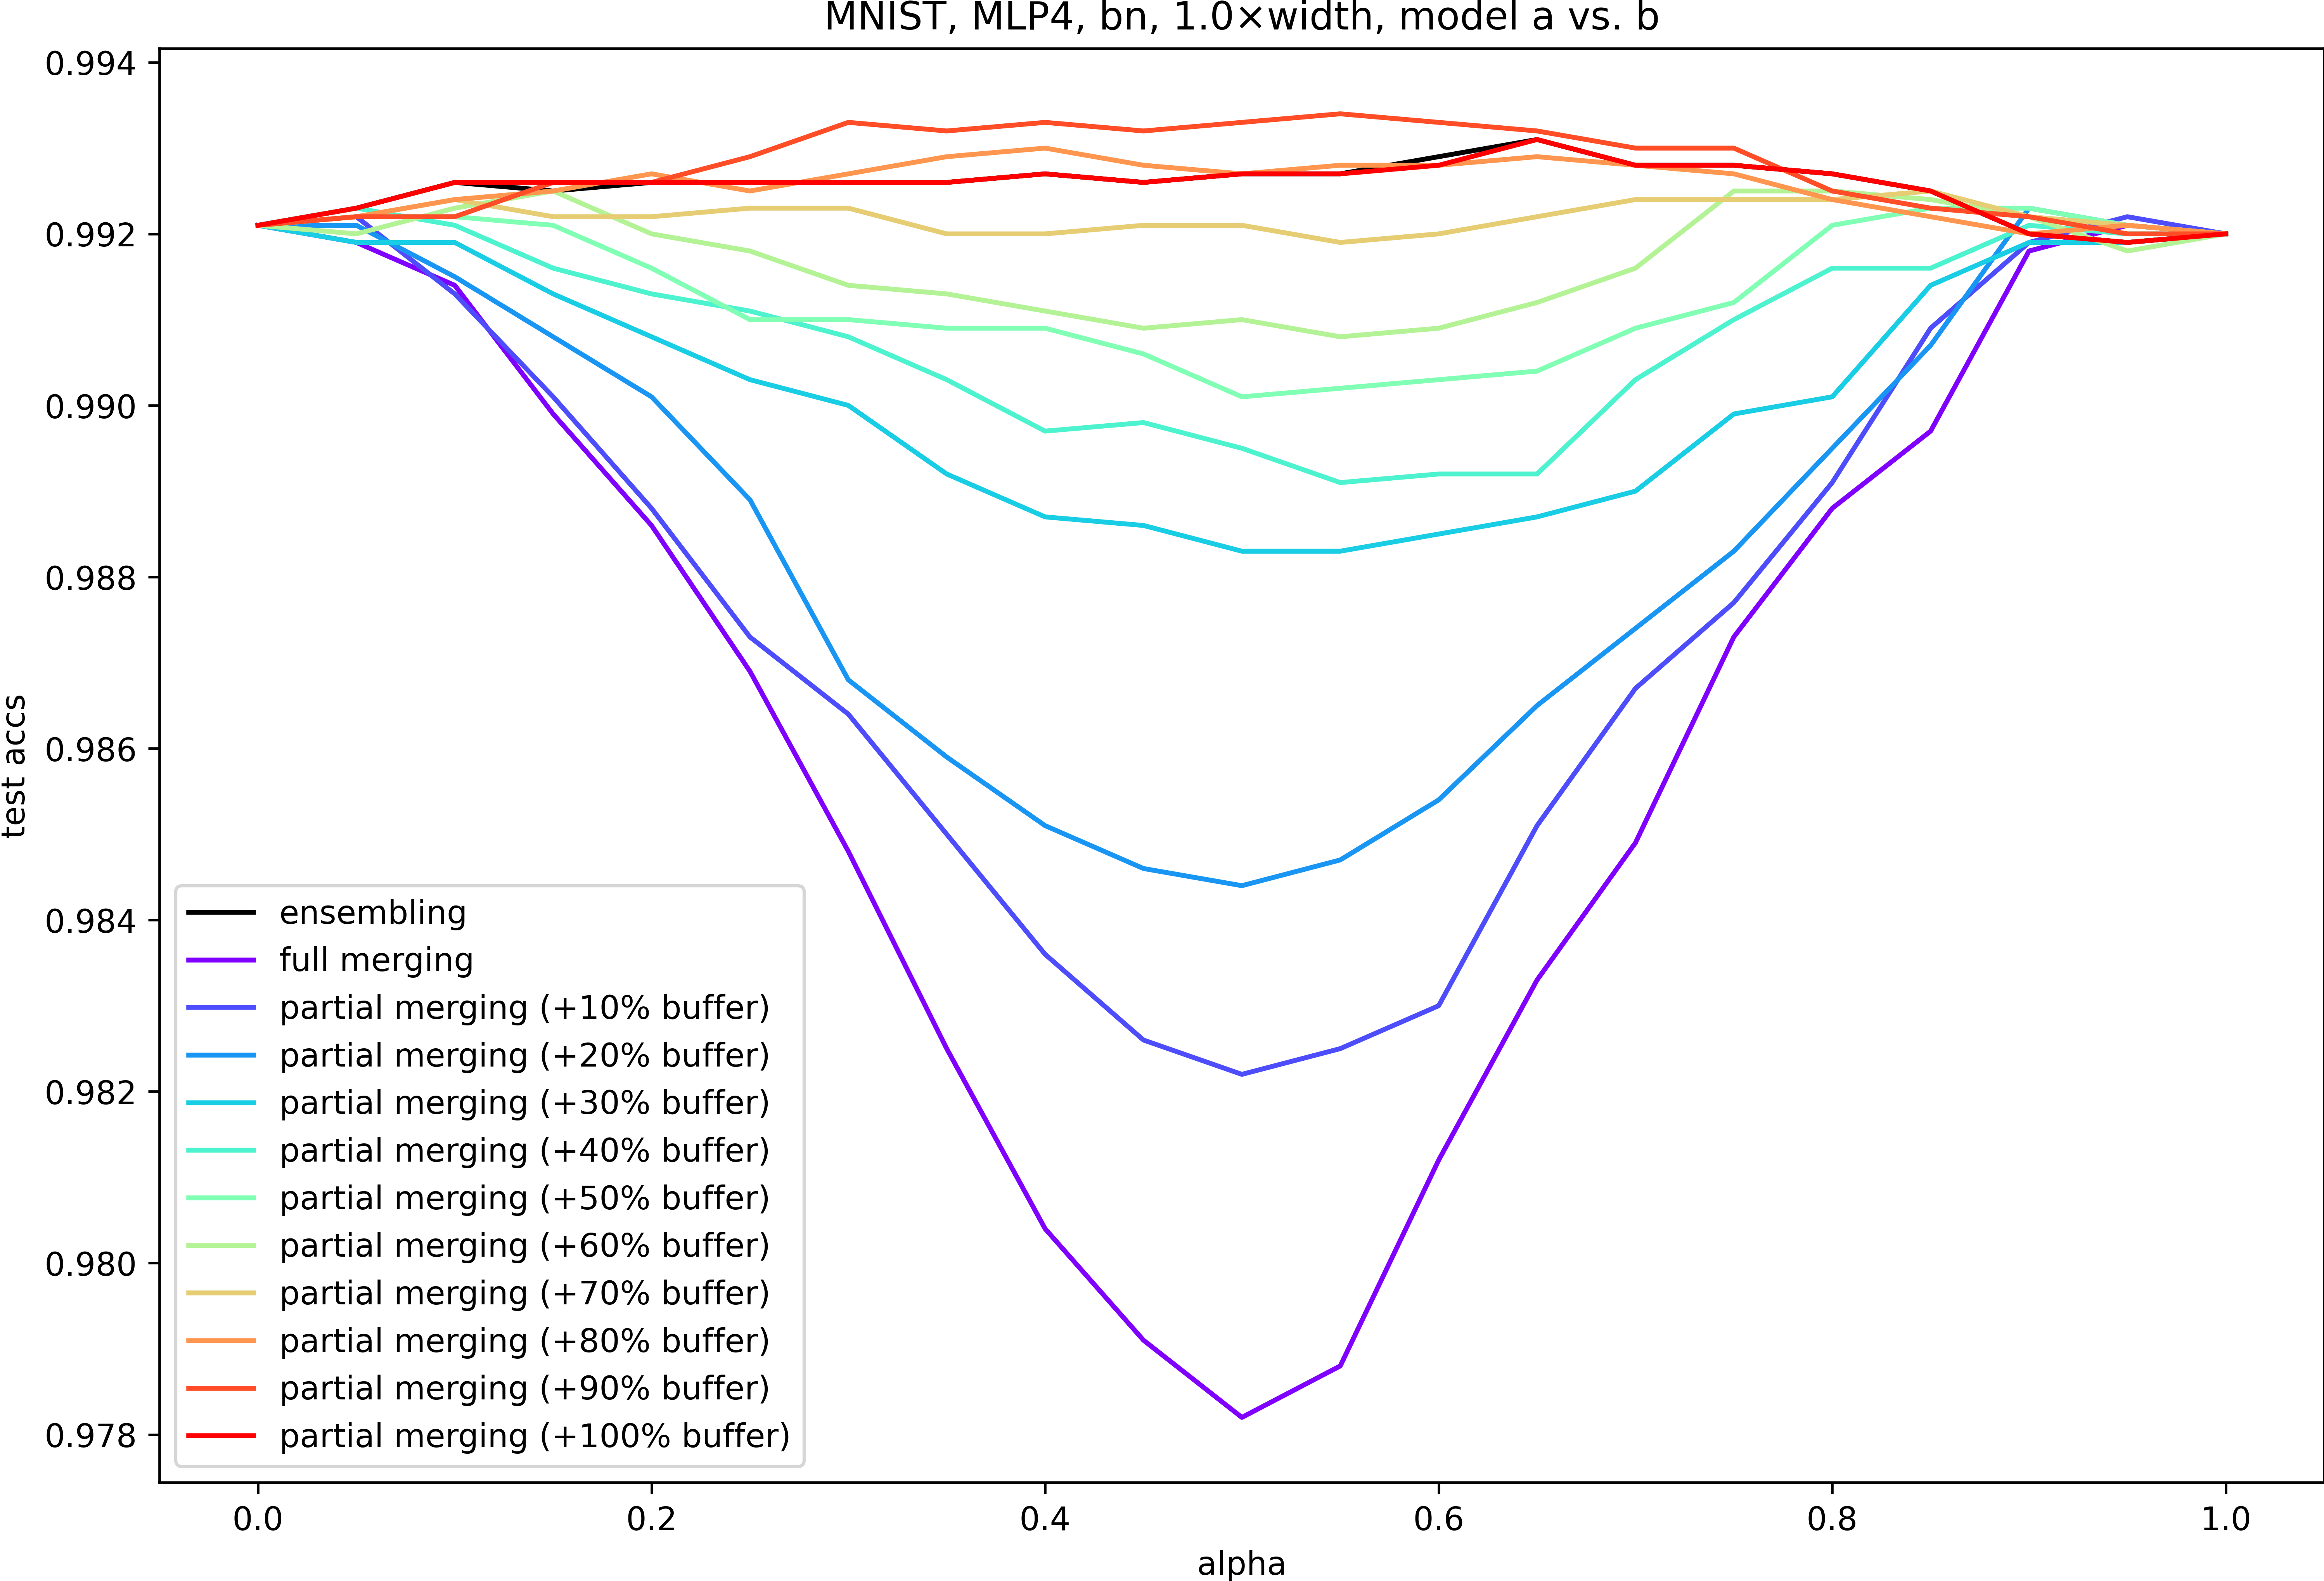 MNIST, MLP4, bn, 1.0×width, model a vs. b
0.994
0.992
0.990
0.988
0.986
0.984
0.982
0.980
0.978
test accs
ensembling
full merging
partial merging (+10% buffer)
partial merging (+20% buffer)
partial merging (+30% buffer)
partial merging (+40% buffer)
partial merging (+50% buffer)
partial merging (+60% buffer)
partial merging (+70% buffer)
partial merging (+80% buffer)
partial merging (+90% buffer)
partial merging (+100% buffer)
0.0 0.2 0.4 0.6 0.8 1.0
alpha